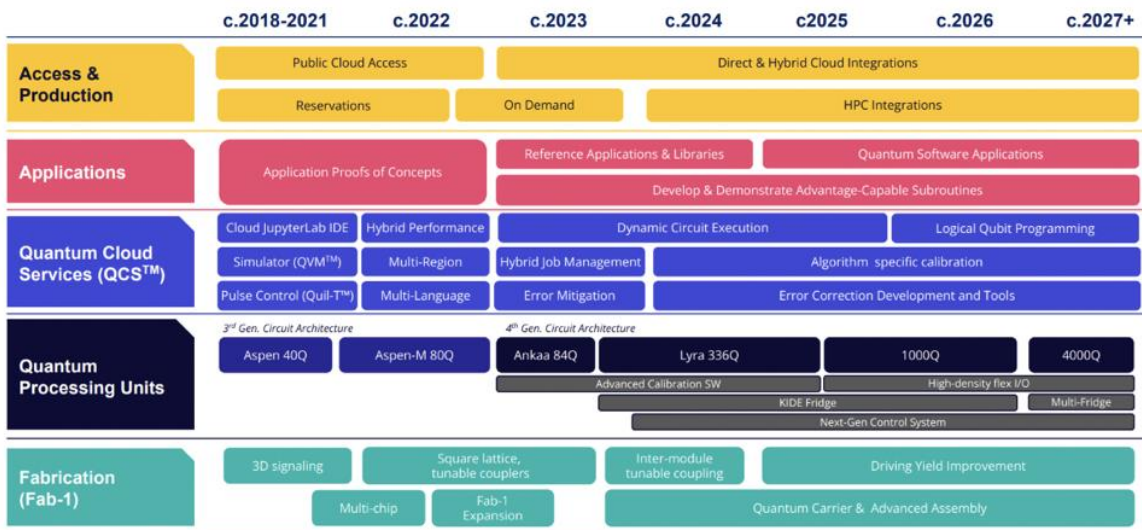 c.2018-2021 c.2022 c.2023 c.2024 c2025 c.2026 c.2027+
Access &
Production
Public Cloud Access
Direct & Hybrid Cloud Integrations
Reservations
On Demand
HPC Integrations
Applications
Application Proofs of Concepts
Reference Applications & Libraries
Quantum Software Applications
Develop & Demonstrate Advantage-Capable Subroutines
Quantum Cloud
Services (QCS™)
Cloud JupyterLab IDE
Hybrid Performance
Dynamic Circuit Execution
Logical Qubit Programming
Simulator (QVM™)
Multi-Region
Hybrid Job Management
Algorithm specific calibration
Pulse Control (Quil-T™)
Multi-Language
Error Mitigation
Error Correction Development and Tools
Quantum
Processing Units
3rd Gen. Circuit Architecture
4th Gen. Circuit Architecture
Aspen 40Q
Aspen-M 80Q
Ankaa 84Q
Lyra 336Q
1000Q
4000Q
Advanced Calibration SW
High-density flex I/O
KIDE Fridge
Multi-Fridge
Next-Gen Control System
Fabrication
(Fab-1)
3D signaling
Square lattice,
tunable couplers
Inter-module
tunable coupling
Driving Yield Improvement
Multi-chip
Fab-1
Expansion
Quantum Carrier & Advanced Assembly